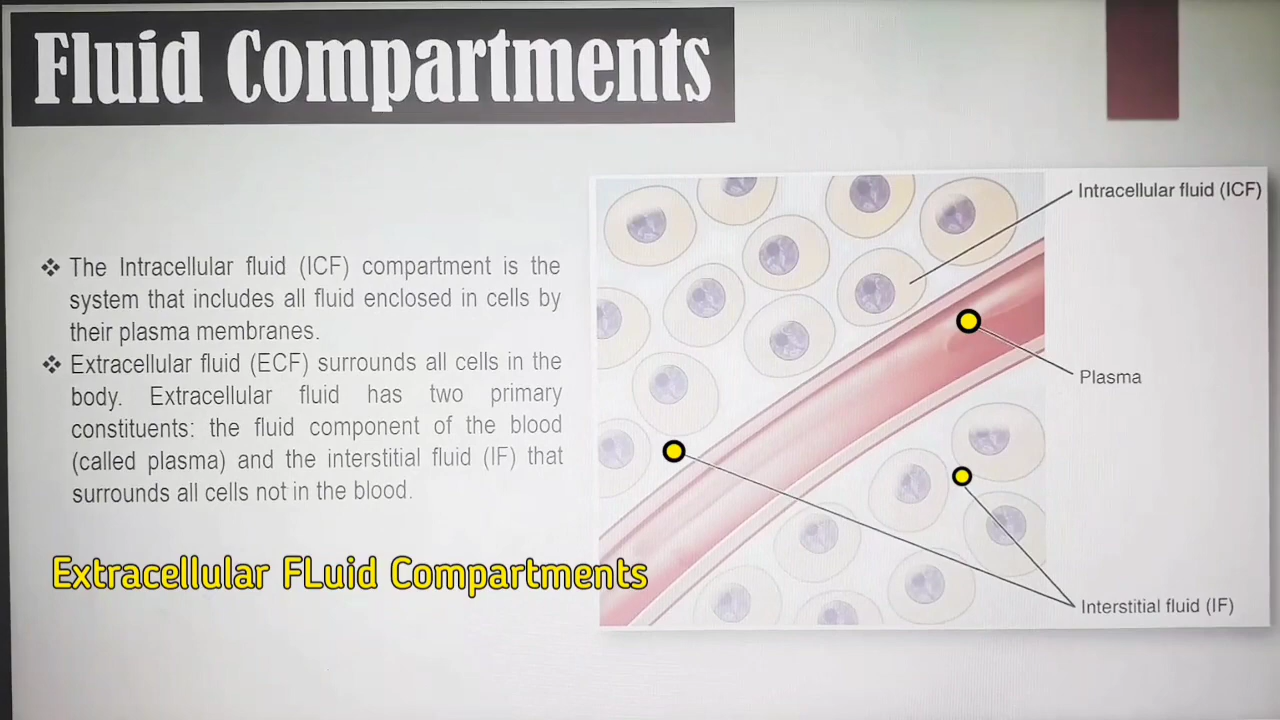 Fluid Compartments
❖ The Intracellular fluid (ICF) compartment is the
system that includes all fluid enclosed in cells by
their plasma membranes.
❖ Extracellular fluid (ECF) surrounds all cells in the
body. Extracellular fluid has two primary
constituents: the fluid component of the blood
(called plasma) and the interstitial fluid (IF) that
surrounds all cells not in the blood.
Extracellular FLuid Compartments
Intracellular fluid (ICF)
Plasma
Interstitial fluid (IF)